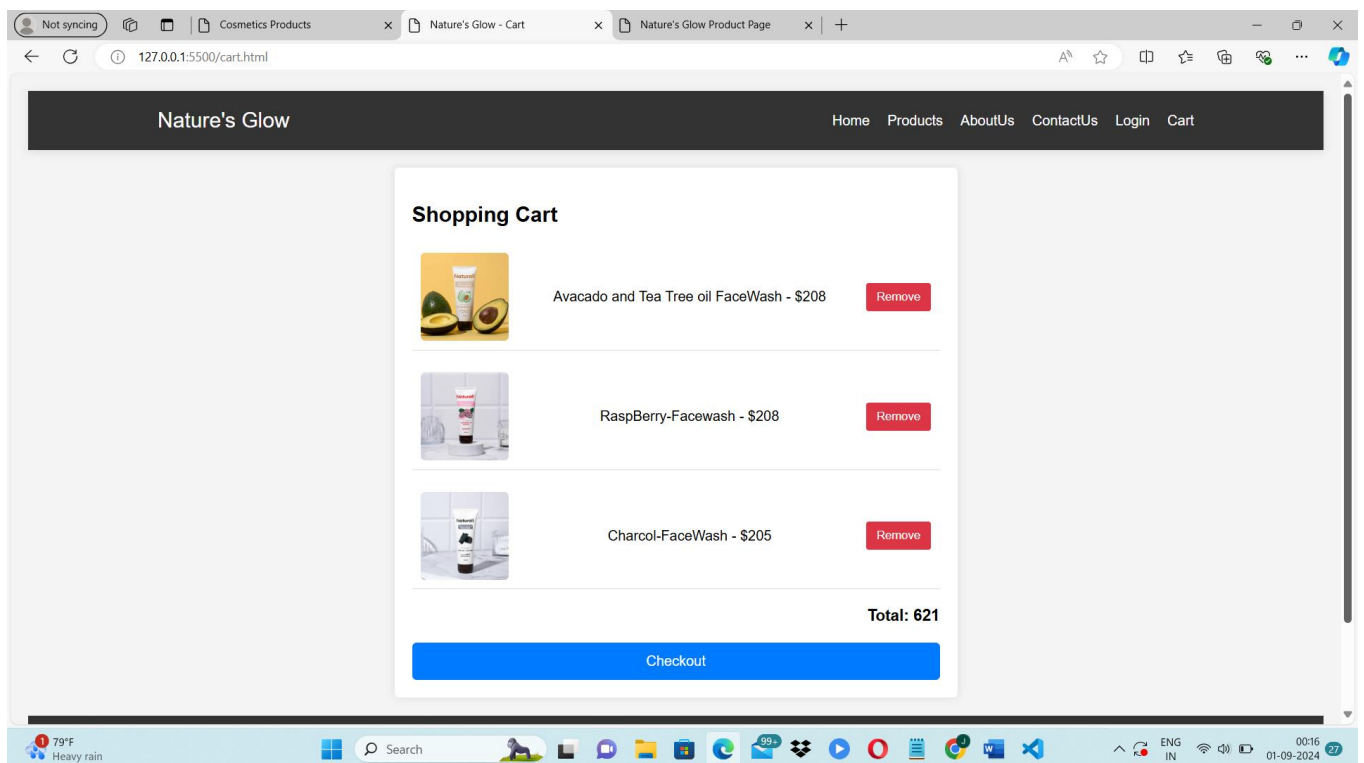 Not syncing
Cosmetics Products
Nature's Glow - Cart
Nature's Glow Product Page
127.0.0.1:5500/cart.html
Nature's Glow
Home Products AboutUs ContactUs Login Cart
Shopping Cart
Naturall
Avacado and Tea Tree oil FaceWash - $208
Remove
RaspBerry-Facewash - $208
Remove
Charcol-FaceWash - $205
Remove
Total: 621
Checkout
1
79°F
Heavy rain
Search
99+
ENG
IN
00:16
01-09-2024
27